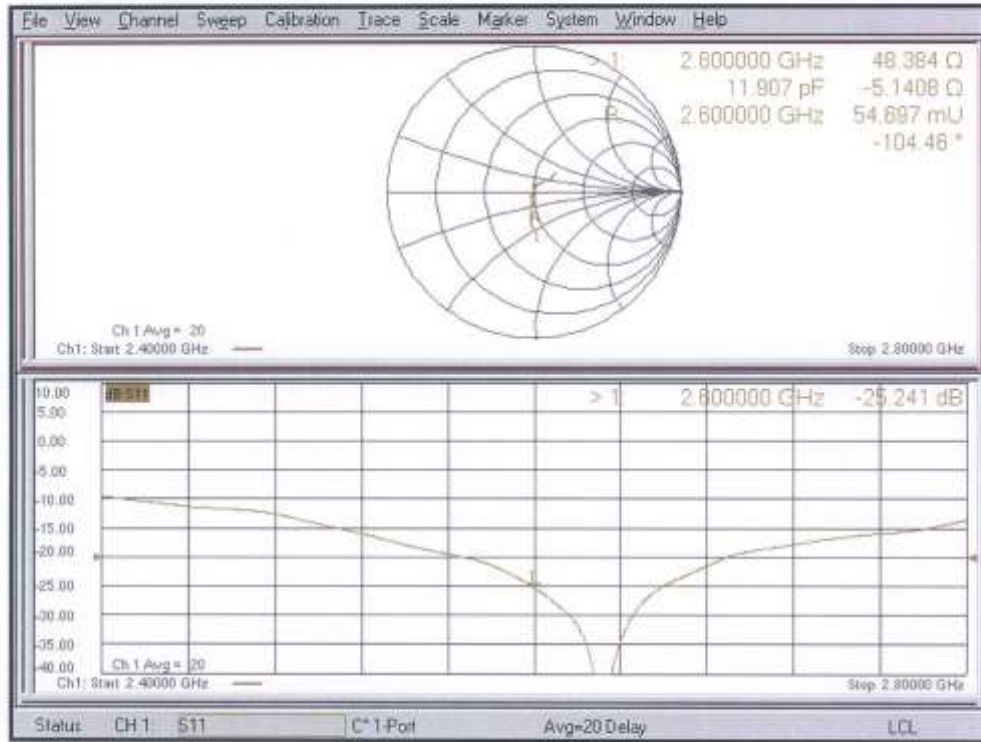 File View Channel Sweep Calibration Trace Scale Marker System Window Help
> 1 2.600000 GHz 48.384 Ω
11.907 pF -5.1408 Ω
2.600000 GHz 54.697 mU
-104.46 °
Ch 1 Avg = 20
Ch1: Start 2.40000 GHz Stop 2.80000 GHz
10.00
dB S11
> 1 2.600000 GHz -25.241 dB
5.00
0.00
-5.00
-10.00
-15.00
-20.00
-25.00
-30.00
-35.00
-40.00
Ch 1 Avg = 20
Ch1: Start 2.40000 GHz Stop 2.80000 GHz
Status CH 1: S11 C* 1-Port Avg=20 Delay LCL